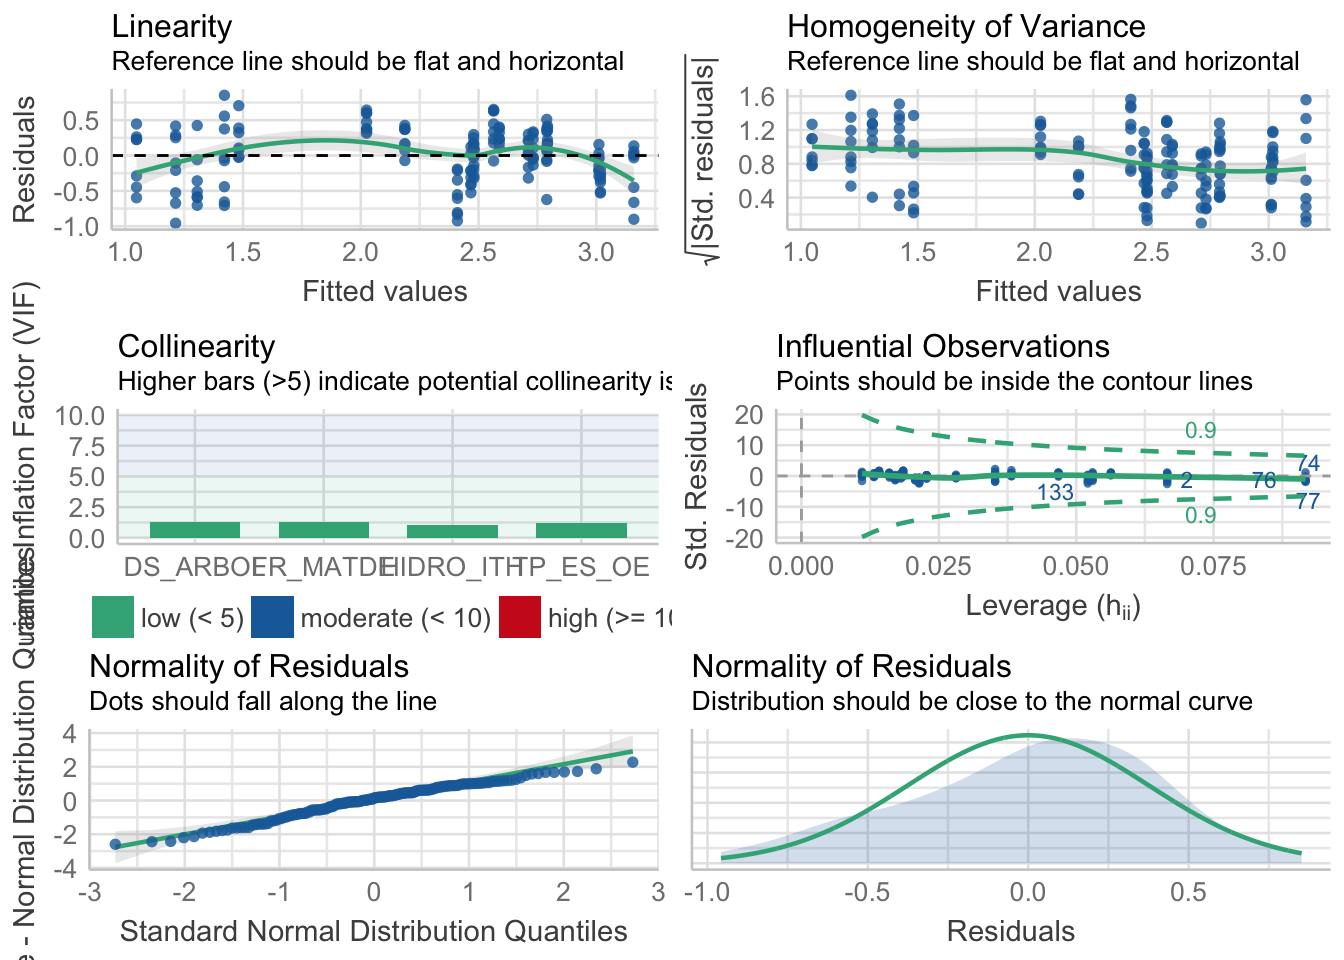 Linearity
Reference line should be flat and horizontal
Residuals
0.5
0.0
-0.5
-1.0
1.0 1.5 2.0 2.5 3.0
Fitted values
Homogeneity of Variance
Reference line should be flat and horizontal
√|Std. residuals|
1.6
1.2
0.8
0.4
1.0 1.5 2.0 2.5 3.0
Fitted values
Collinearity
Higher bars (>5) indicate potential collinearity is
Inflation Factor (VIF)
10.0
7.5
5.0
2.5
0.0
low (< 5) moderate (< 10) high (>= 10
Influential Observations
Points should be inside the contour lines
Std. Residuals
20
10
0
-10
-20
0.9
74
2 76
133
77
0.9
0.000 0.025 0.050 0.075
Leverage (hii)
Normality of Residuals
Dots should fall along the line
- Normal Distribution Quantiles
4
2
0
-2
-4
-3 -2 -1 0 1 2 3
Standard Normal Distribution Quantiles
Normality of Residuals
Distribution should be close to the normal curve
-1.0 -0.5 0.0 0.5
Residuals